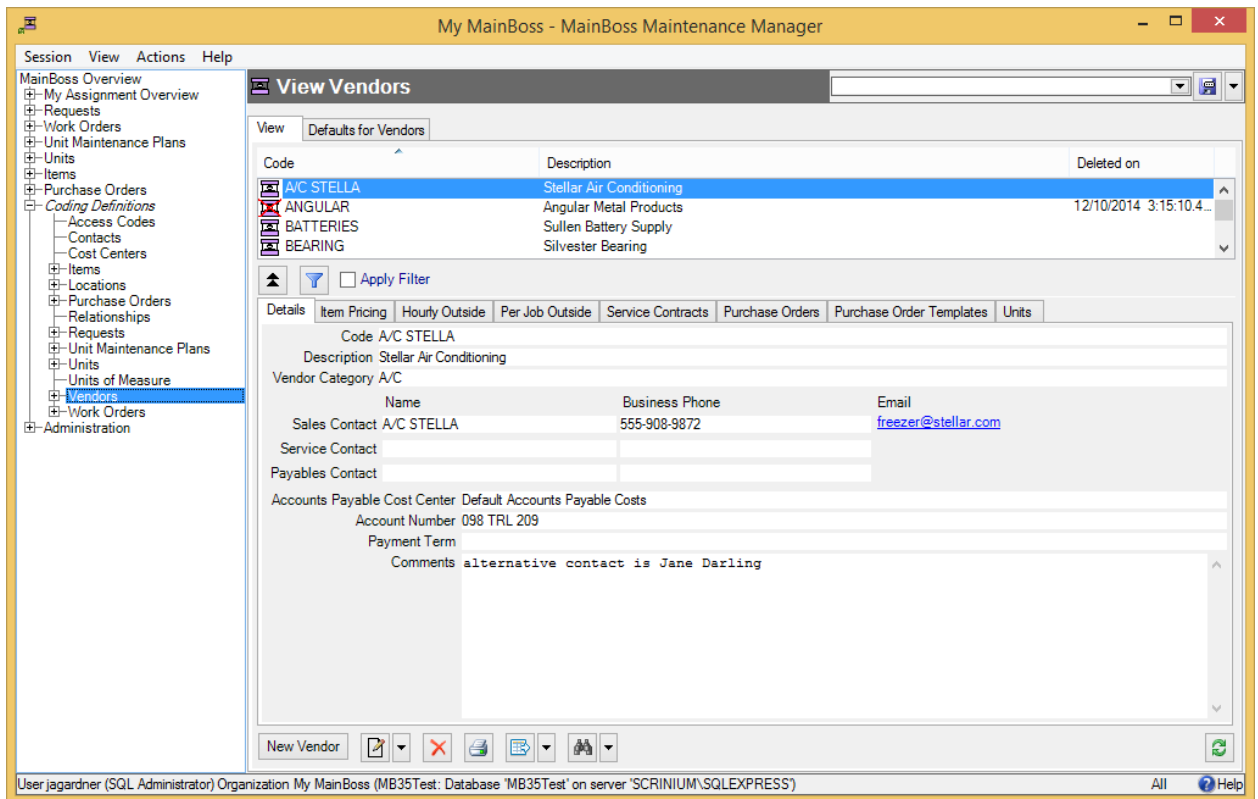 My MainBoss - MainBoss Maintenance Manager
Session View Actions Help
MainBoss Overview
My Assignment Overview
Requests
Work Orders
Unit Maintenance Plans
Units
Items
Purchase Orders
Coding Definitions
Access Codes
Contacts
Cost Centers
Items
Locations
Purchase Orders
Relationships
Requests
Unit Maintenance Plans
Units
Units of Measure
Vendors
Work Orders
Administration
View Vendors
View Defaults for Vendors
Code Description Deleted on
A/C STELLA Stellar Air Conditioning
ANGULAR Angular Metal Products 12/10/2014 3:15:10.4...
BATTERIES Sullen Battery Supply
BEARING Silvester Bearing
Apply Filter
Details Item Pricing Hourly Outside Per Job Outside Service Contracts Purchase Orders Purchase Order Templates Units
Code A/C STELLA
Description Stellar Air Conditioning
Vendor Category A/C
Name Business Phone Email
Sales Contact A/C STELLA 555-908-9872 freezer@stellar.com
Service Contact
Payables Contact
Accounts Payable Cost Center Default Accounts Payable Costs
Account Number 098 TRL 209
Payment Term
Comments alternative contact is Jane Darling
New Vendor
User jagardner (SQL Administrator) Organization My MainBoss (MB35Test: Database 'MB35Test' on server 'SCRINIUM\SQLEXPRESS') All Help